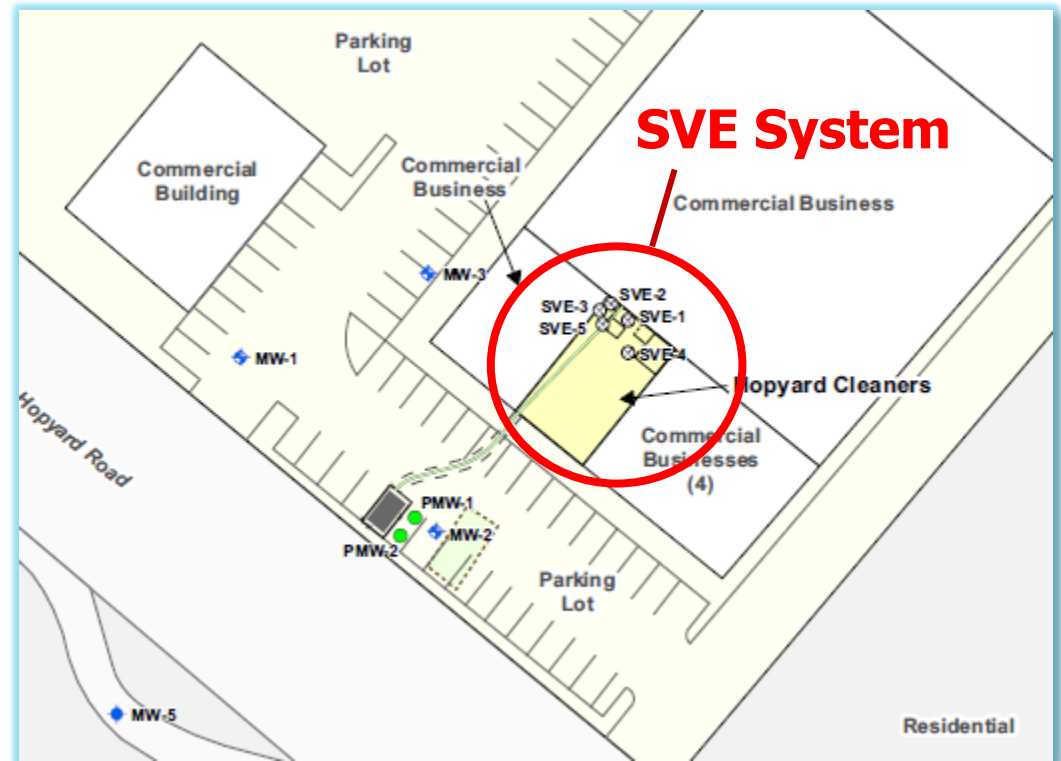 Parking
Lot
SVE System
Commercial
Building
Commercial
Business
Commercial Business
MW-3
SVE-2
SVE-3
SVE-1
SVE-5
SVE-4
MW-1
Hopyard Cleaners
Hopyard Road
Commercial
Businesses
(4)
PMW-1
MW-2
PMW-2
Parking
Lot
MW-5
Residential